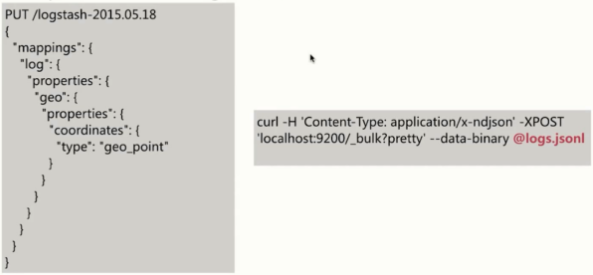 PUT /logstash-2015.05.18
{
"mappings": {
"log": {
"properties": {
"geo": {
"properties": {
"coordinates": {
"type": "geo_point"
}
}
}
}
}
}
}
curl -H 'Content-Type: application/x-ndjson' -XPOST
'localhost:9200/_bulk?pretty' --data-binary @logs.jsonl